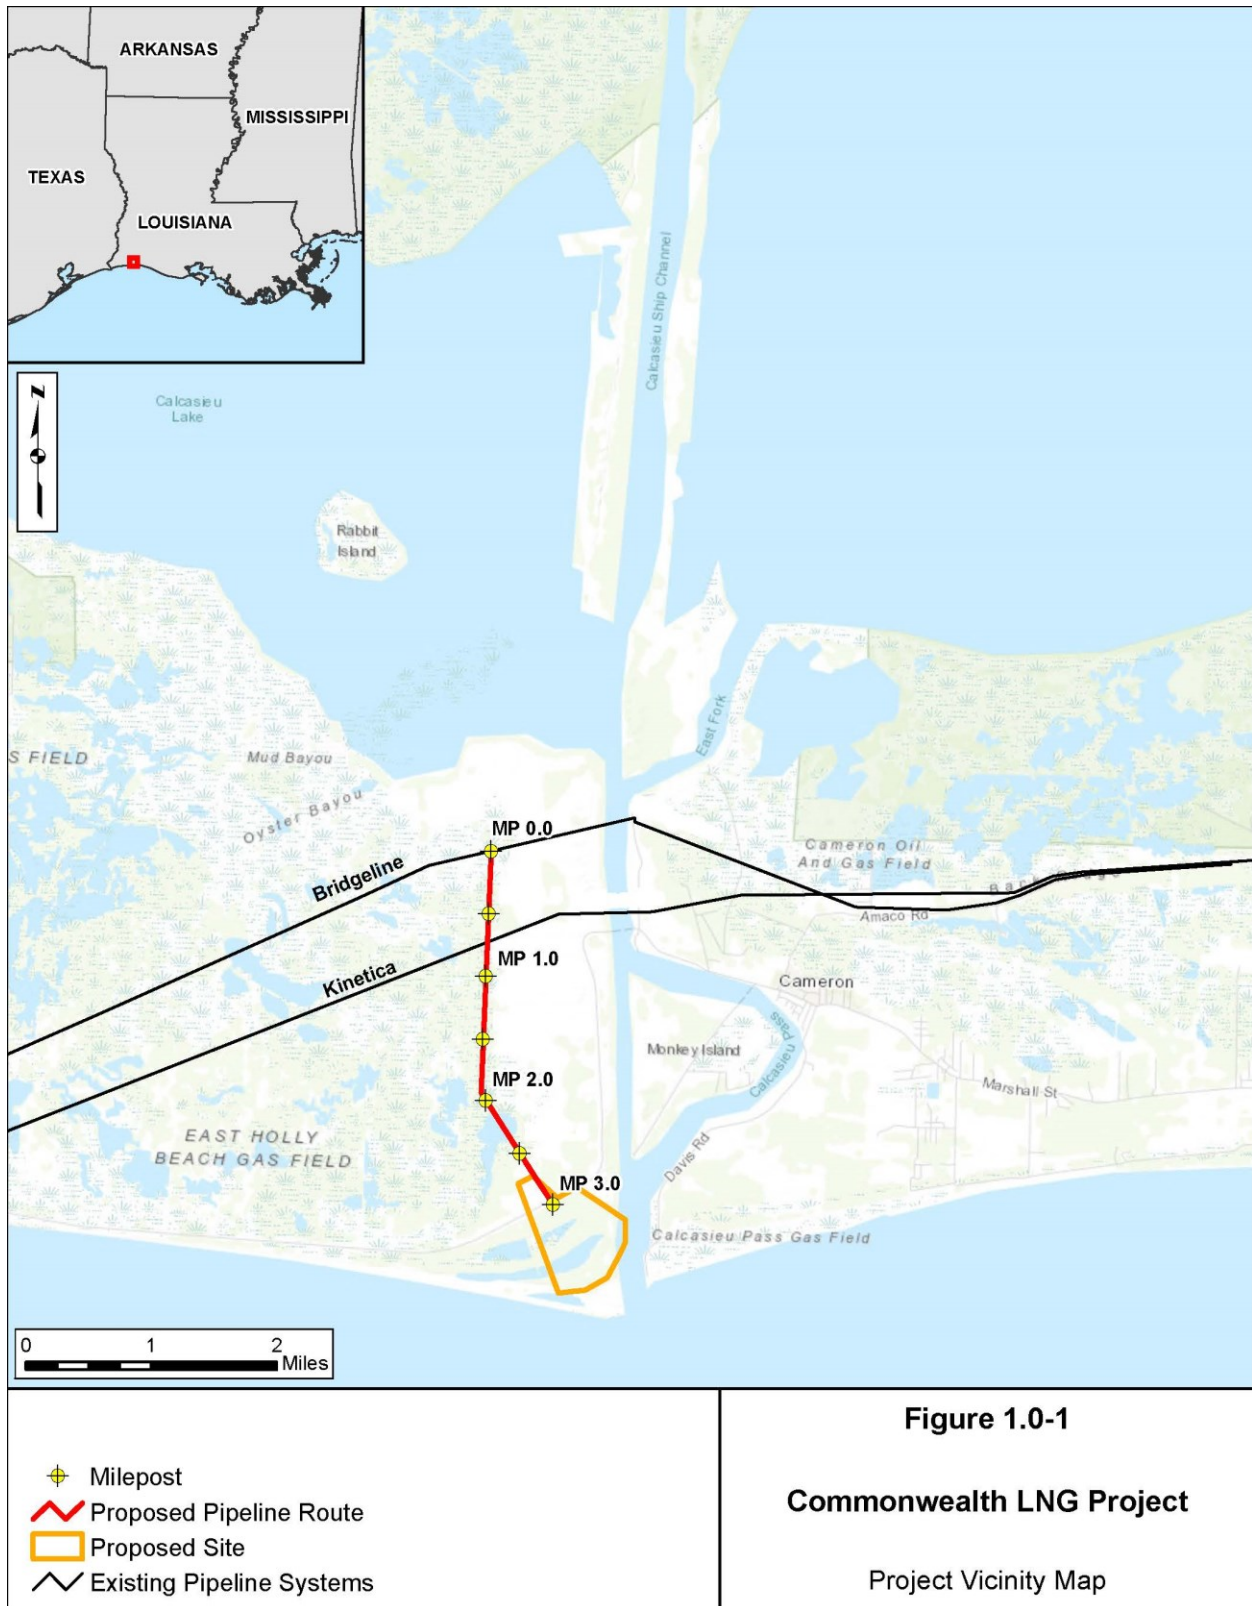 ARKANSAS
MISSISSIPPI
TEXAS
LOUISIANA
N
Calcasieu
Lake
Calcasieu Ship Channel
Rabbit
Island
East Fork
S FIELD
Mud Bayou
Oyster Bayou
MP 0.0
Cameron Oil
And Gas Field
Bridgeline
Amaco Rd
Kinetica
MP 1.0
Cameron
Monkey Island
Calcasieu Pass
Marshall St
MP 2.0
EAST HOLLY
BEACH GAS FIELD
Davis Rd
MP 3.0
Calcasieu Pass Gas Field
0 1 2
Miles
Milepost
Proposed Pipeline Route
Proposed Site
Existing Pipeline Systems
Figure 1.0-1
Commonwealth LNG Project
Project Vicinity Map